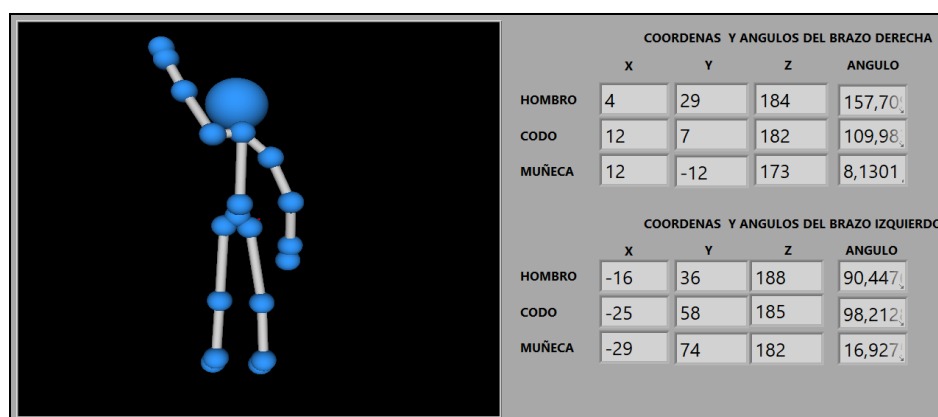 COORDENAS Y ANGULOS DEL BRAZO DERECHA
X Y Z ANGULO
HOMBRO 4 29 184 157,70
CODO 12 7 182 109,98
MUÑECA 12 -12 173 8,1301
COORDENAS Y ANGULOS DEL BRAZO IZQUIERDO
X Y Z ANGULO
HOMBRO -16 36 188 90,447
CODO -25 58 185 98,212
MUÑECA -29 74 182 16,927